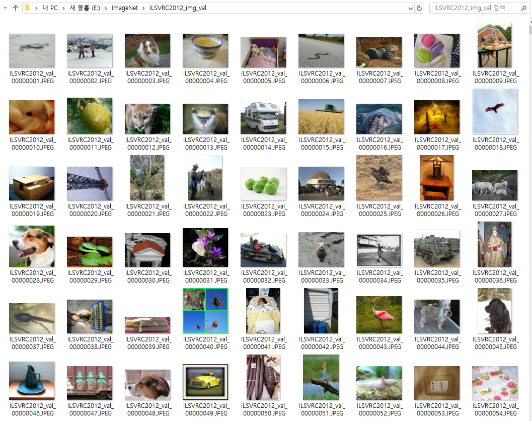 내 PC > 새 볼륨 (E:) > ImageNet > ILSVRC2012_img_val
ILSVRC2012_img_val 검색
ILSVRC2012_val_00000001.JPEG
ILSVRC2012_val_00000002.JPEG
ILSVRC2012_val_00000003.JPEG
ILSVRC2012_val_00000004.JPEG
ILSVRC2012_val_00000005.JPEG
ILSVRC2012_val_00000006.JPEG
ILSVRC2012_val_00000007.JPEG
ILSVRC2012_val_00000008.JPEG
ILSVRC2012_val_00000009.JPEG
ILSVRC2012_val_00000010.JPEG
ILSVRC2012_val_00000011.JPEG
ILSVRC2012_val_00000012.JPEG
ILSVRC2012_val_00000013.JPEG
ILSVRC2012_val_00000014.JPEG
ILSVRC2012_val_00000015.JPEG
ILSVRC2012_val_00000016.JPEG
ILSVRC2012_val_00000017.JPEG
ILSVRC2012_val_00000018.JPEG
ILSVRC2012_val_00000019.JPEG
ILSVRC2012_val_00000020.JPEG
ILSVRC2012_val_00000021.JPEG
ILSVRC2012_val_00000022.JPEG
ILSVRC2012_val_00000023.JPEG
ILSVRC2012_val_00000024.JPEG
ILSVRC2012_val_00000025.JPEG
ILSVRC2012_val_00000026.JPEG
ILSVRC2012_val_00000027.JPEG
ILSVRC2012_val_00000028.JPEG
ILSVRC2012_val_00000029.JPEG
ILSVRC2012_val_00000030.JPEG
ILSVRC2012_val_00000031.JPEG
ILSVRC2012_val_00000032.JPEG
ILSVRC2012_val_00000033.JPEG
ILSVRC2012_val_00000034.JPEG
ILSVRC2012_val_00000035.JPEG
ILSVRC2012_val_00000036.JPEG
ILSVRC2012_val_00000037.JPEG
ILSVRC2012_val_00000038.JPEG
ILSVRC2012_val_00000039.JPEG
ILSVRC2012_val_00000040.JPEG
ILSVRC2012_val_00000041.JPEG
ILSVRC2012_val_00000042.JPEG
ILSVRC2012_val_00000043.JPEG
ILSVRC2012_val_00000044.JPEG
ILSVRC2012_val_00000045.JPEG
ILSVRC2012_val_00000046.JPEG
ILSVRC2012_val_00000047.JPEG
ILSVRC2012_val_00000048.JPEG
ILSVRC2012_val_00000049.JPEG
ILSVRC2012_val_00000050.JPEG
ILSVRC2012_val_00000051.JPEG
ILSVRC2012_val_00000052.JPEG
ILSVRC2012_val_00000053.JPEG
ILSVRC2012_val_00000054.JPEG